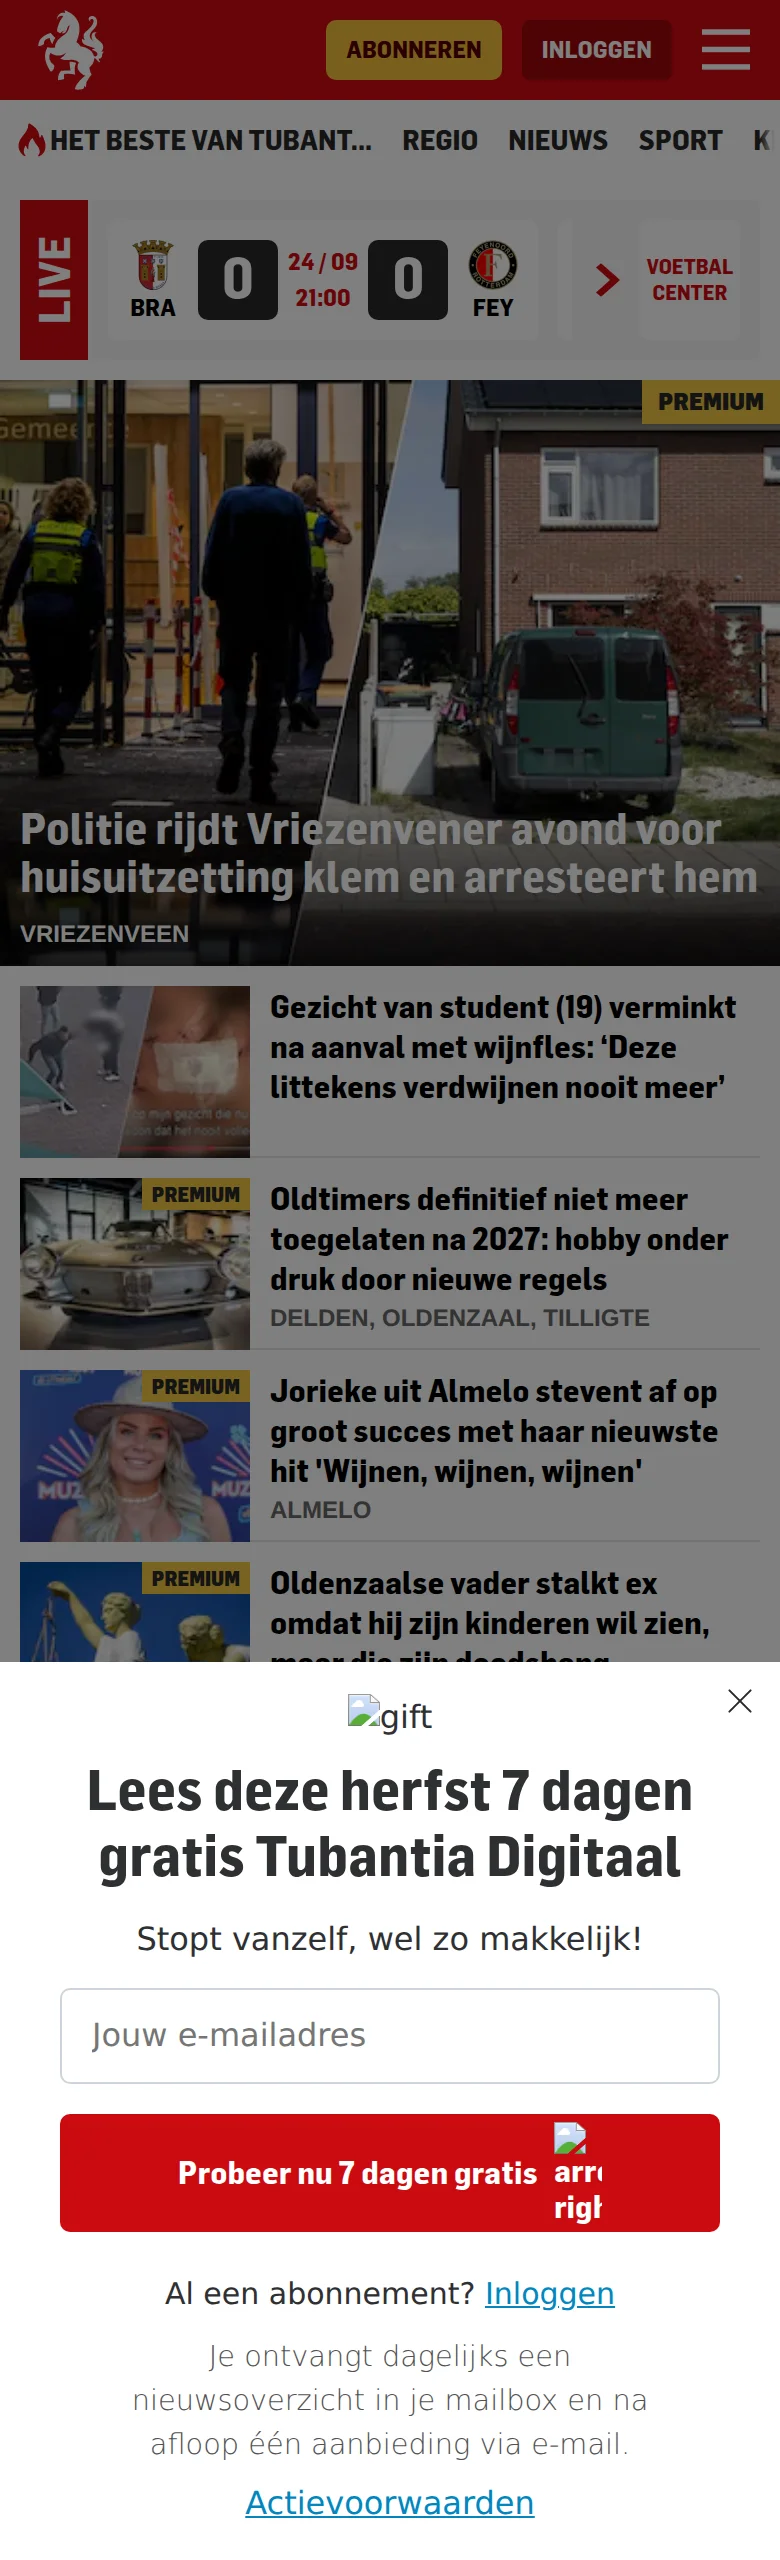 ABONNEREN
INLOGGEN
HET BESTE VAN TUBANT...
REGIO
NIEUWS
SPORT
LIVE
BRA
0
24 / 09
21:00
0
FEY
VOETBAL
CENTER
PREMIUM
Politie rijdt Vriezenvener avond voor
huisuitzetting klem en arresteert hem
VRIEZENVEEN
Gezicht van student (19) verminkt
na aanval met wijnfles: ‘Deze
littekens verdwijnen nooit meer’
PREMIUM
Oldtimers definitief niet meer
toegelaten na 2027: hobby onder
druk door nieuwe regels
DELDEN, OLDENZAAL, TILLIGTE
PREMIUM
Jorieke uit Almelo stevent af op
groot succes met haar nieuwste
hit 'Wijnen, wijnen, wijnen'
ALMELO
PREMIUM
Oldenzaalse vader stalkt ex
omdat hij zijn kinderen wil zien,
gift
Lees deze herfst 7 dagen
gratis Tubantia Digitaal
Stopt vanzelf, wel zo makkelijk!
Jouw e-mailadres
Probeer nu 7 dagen gratis
Al een abonnement? Inloggen
Je ontvangt dagelijks een
nieuwsoverzicht in je mailbox en na
afloop één aanbieding via e-mail.
Actievoorwaarden